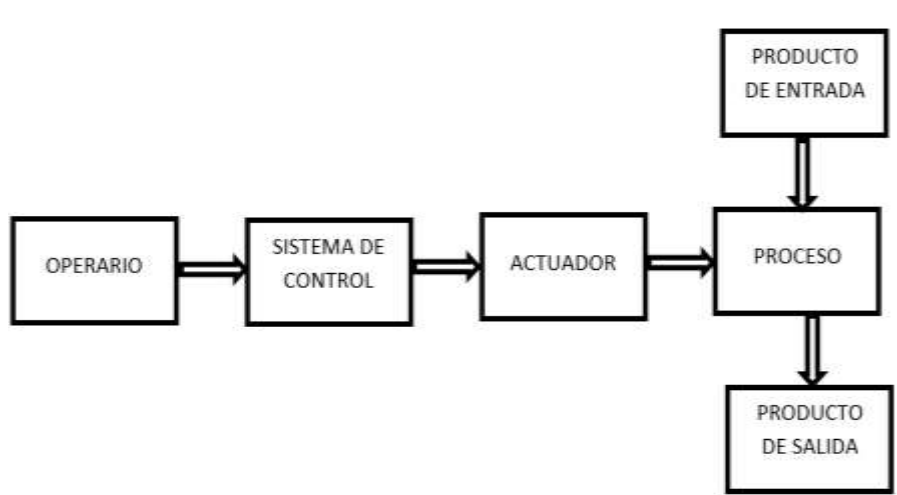 PRODUCTO
DE ENTRADA
OPERARIO
SISTEMA DE
CONTROL
ACTUADOR
PROCESO
PRODUCTO
DE SALIDA